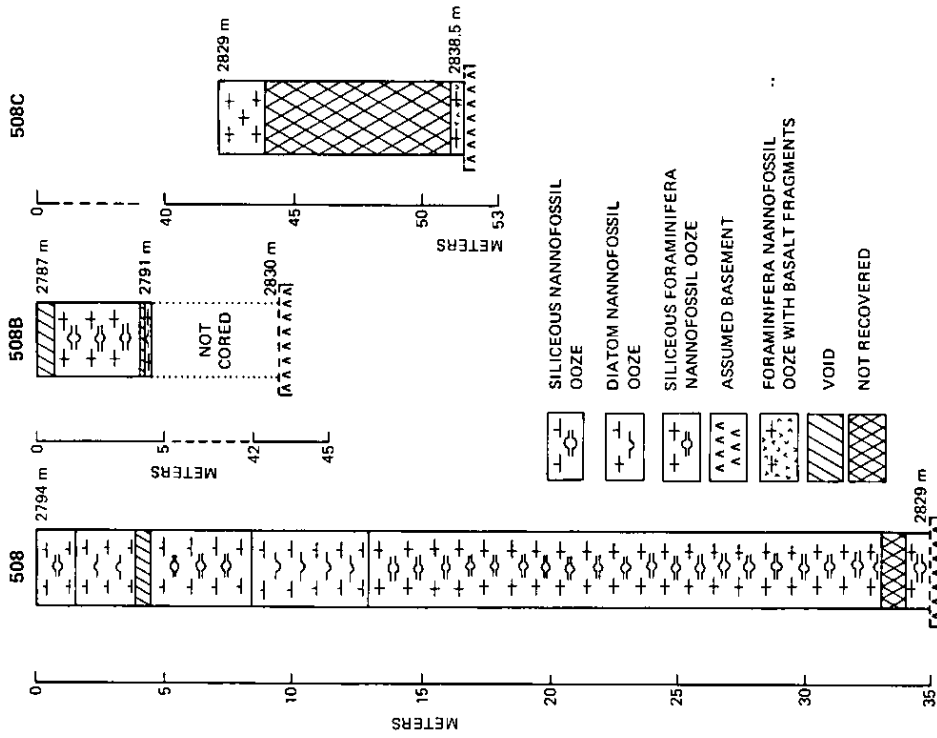 508
2794 m
0
5
10
15
20
25
30
35
METERS
2829 m
508B
2787 m
0
5
42
45
METERS
2791 m
NOT
CORED
2830 m
508C
0
40
45
50
53
METERS
2829 m
2838.5 m
SILICEOUS NANNOFOSSIL
OOZE
DIATOM NANNOFOSSIL
OOZE
SILICEOUS FORAMINIFERA
NANNOFOSSIL OOZE
ASSUMED BASEMENT
FORAMINIFERA NANNOFOSSIL
OOZE WITH BASALT FRAGMENTS
VOID
NOT RECOVERED